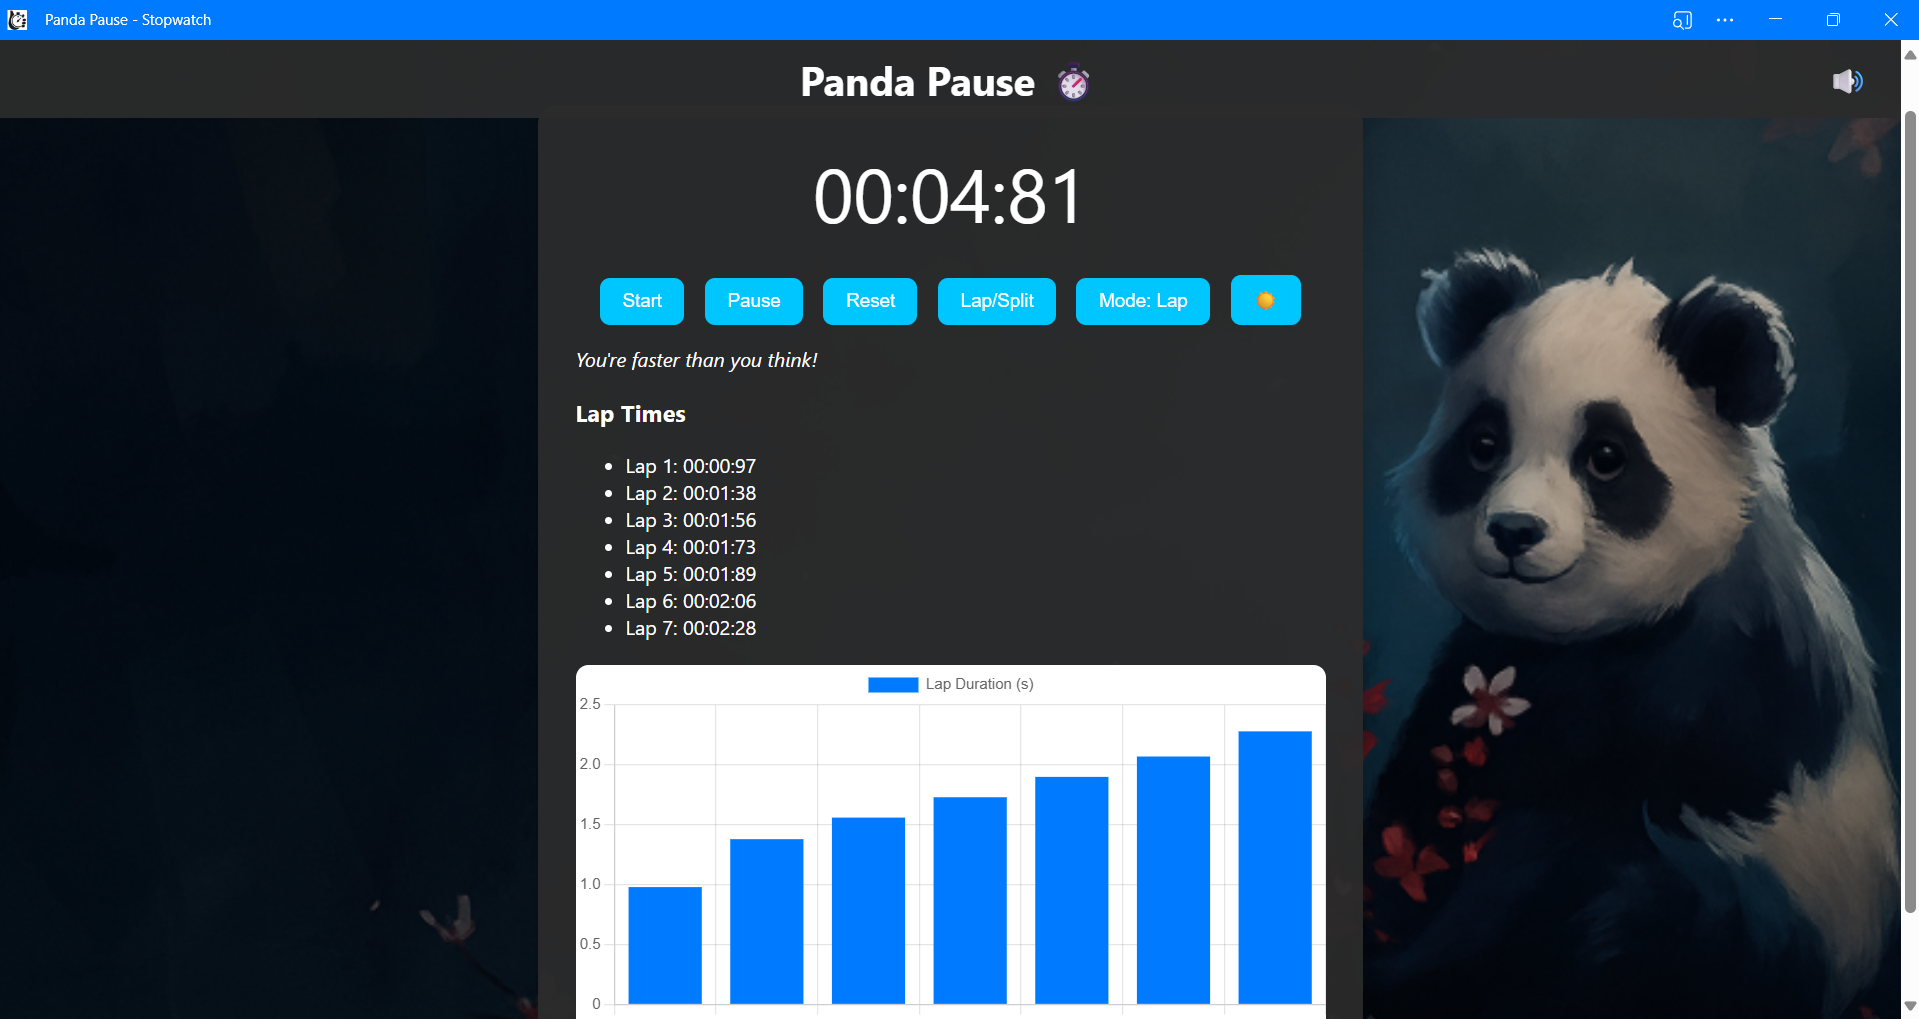 Panda Pause - Stopwatch
Panda Pause
00:04:81
Start Pause Reset Lap/Split Mode: Lap
You're faster than you think!
Lap Times
Lap 1: 00:00:97
Lap 2: 00:01:38
Lap 3: 00:01:56
Lap 4: 00:01:73
Lap 5: 00:01:89
Lap 6: 00:02:06
Lap 7: 00:02:28
Lap Duration (s)
2.5
2.0
1.5
1.0
0.5
0